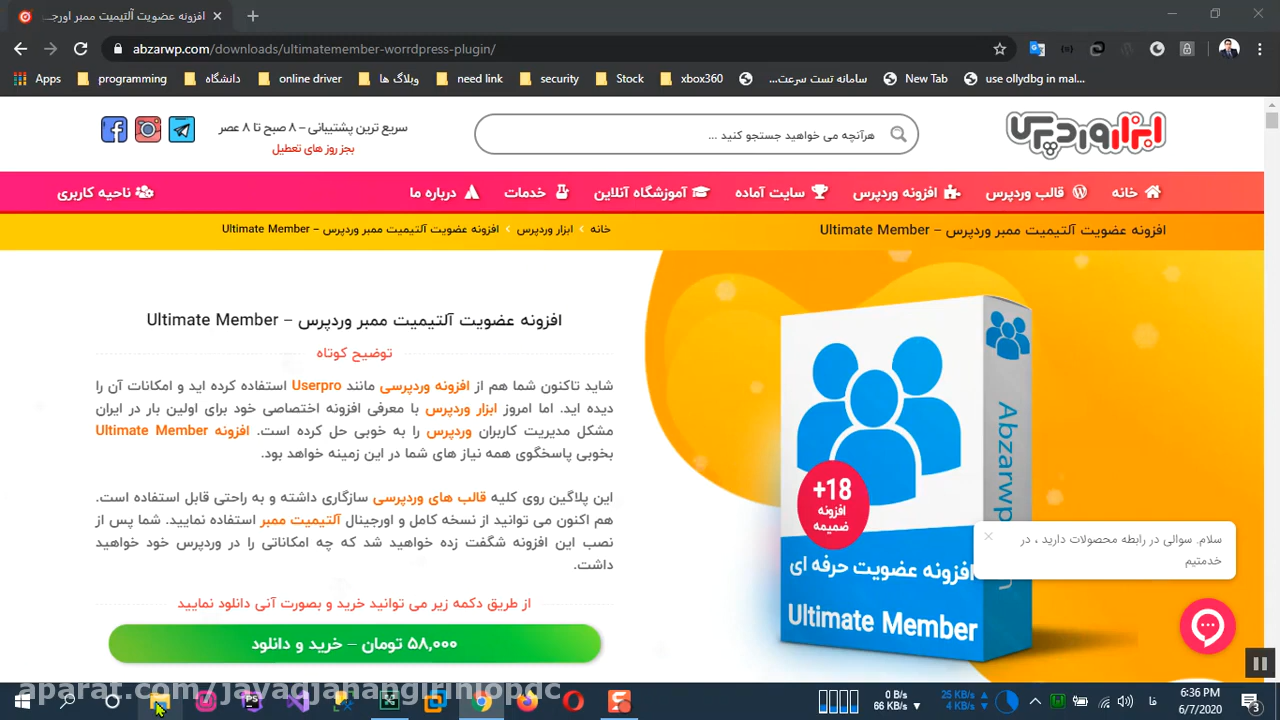 افزونه عضویت آلتیمیت ممبر اورجـ...
abzarwp.com/downloads/ultimatemember-worrdpress-plugin/
Apps
programming
دانشگاه
online driver
وبلاگ ها
need link
security
Stock
xbox360
سامانه تست سرعت...
New Tab
use ollydbg in mal...
ابزار وردپرس
هرآنچه می خواهید جستجو کنید ...
سریع ترین پشتیبانی – ۸ صبح تا ۸ عصر
بجز روز های تعطیل
خانه
قالب وردپرس
افزونه وردپرس
سایت آماده
آموزشگاه آنلاین
خدمات
درباره ما
ناحیه کاربری
افزونه عضویت آلتیمیت ممبر وردپرس – Ultimate Member
خانه
ابزار وردپرس
افزونه عضویت آلتیمیت ممبر وردپرس – Ultimate Member
افزونه عضویت آلتیمیت ممبر وردپرس – Ultimate Member
توضیح کوتاه
شاید تاکنون شما هم از افزونه وردپرسی مانند Userpro استفاده کرده اید و امکانات آن را
دیده اید. اما امروز ابزار وردپرس با معرفی افزونه اختصاصی خود برای اولین بار در ایران
مشکل مدیریت کاربران وردپرس را به خوبی حل کرده است. افزونه Ultimate Member
بخوبی پاسخگوی همه نیاز های شما در این زمینه خواهد بود.
این پلاگین روی کلیه قالب های وردپرسی سازگاری داشته و به راحتی قابل استفاده است.
هم اکنون می توانید از نسخه کامل و اورجینال آلتیمیت ممبر استفاده نمایید. شما پس از
نصب این افزونه شگفت زده خواهید شد که چه امکاناتی را در وردپرس خود خواهید
داشت.
از طریق دکمه زیر می توانید خرید و بصورت آنی دانلود نمایید
۵۸,۰۰۰ تومان – خرید و دانلود
+18
افزونه
ضمیمه
افزونه عضویت حرفه ای
Ultimate Member
سلام. سوالی در رابطه محصولات دارید ، در
خدمتیم
aparat.com/javadjahangirinjopdc
0 B/s
66 KB/s
25 KB/s
4 KB/s
فا
6:36 PM
6/7/2020
3